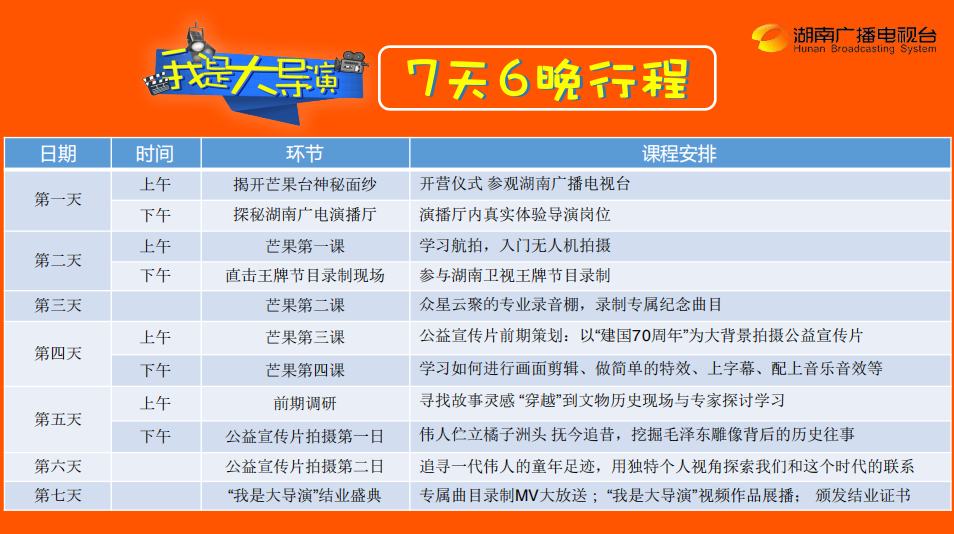 我是大导演
7天6晚行程
湖南广播电视台
Hunan Broadcasting System
日期 时间 环节 课程安排
第一天 上午 揭开芒果台神秘面纱 开营仪式 参观湖南广播电视台
下午 探秘湖南广电演播厅 演播厅内真实体验导演岗位
第二天 上午 芒果第一课 学习航拍，入门无人机拍摄
下午 直击王牌节目录制现场 参与湖南卫视王牌节目录制
第三天 芒果第二课 众星云聚的专业录音棚，录制专属纪念曲目
第四天 上午 芒果第三课 公益宣传片前期策划：以“建国70周年”为大背景拍摄公益宣传片
下午 芒果第四课 学习如何进行画面剪辑、做简单的特效、上字幕、配上音乐音效等
第五天 上午 前期调研 寻找故事灵感 “穿越”到文物历史现场与专家探讨学习
下午 公益宣传片拍摄第一日 伟人伫立橘子洲头 抚今追昔，挖掘毛泽东雕像背后的历史往事
第六天 公益宣传片拍摄第二日 追寻一代伟人的童年足迹，用独特个人视角探索我们和这个时代的联系
第七天 “我是大导演”结业盛典 专属曲目录制MV大放送 ；“我是大导演”视频作品展播； 颁发结业证书